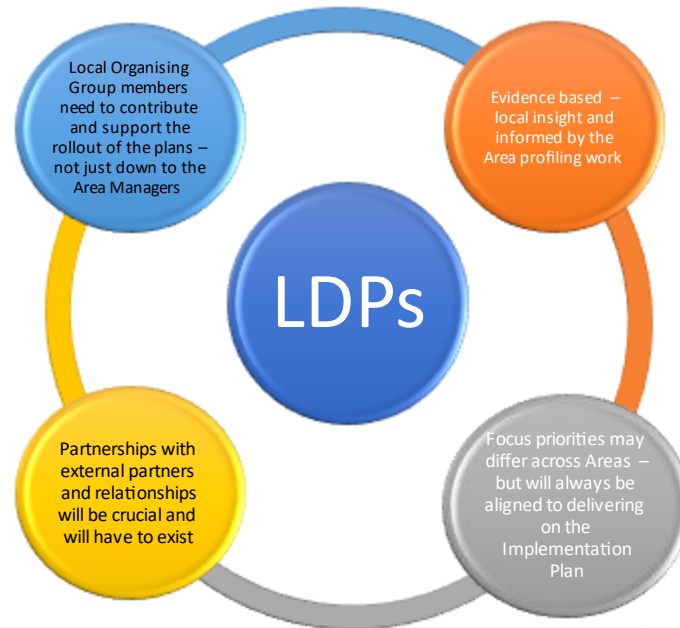 Local Organising
Group members
need to contribute
and support the
rollout of the plans –
not just down to the
Area Managers
Evidence based –
local insight and
informed by the
Area profiling work
LDPs
Partnerships with
external partners
and relationships
will be crucial and
will have to exist
Focus priorities may
differ across Areas –
but will always be
aligned to delivering
on the
Implementation
Plan